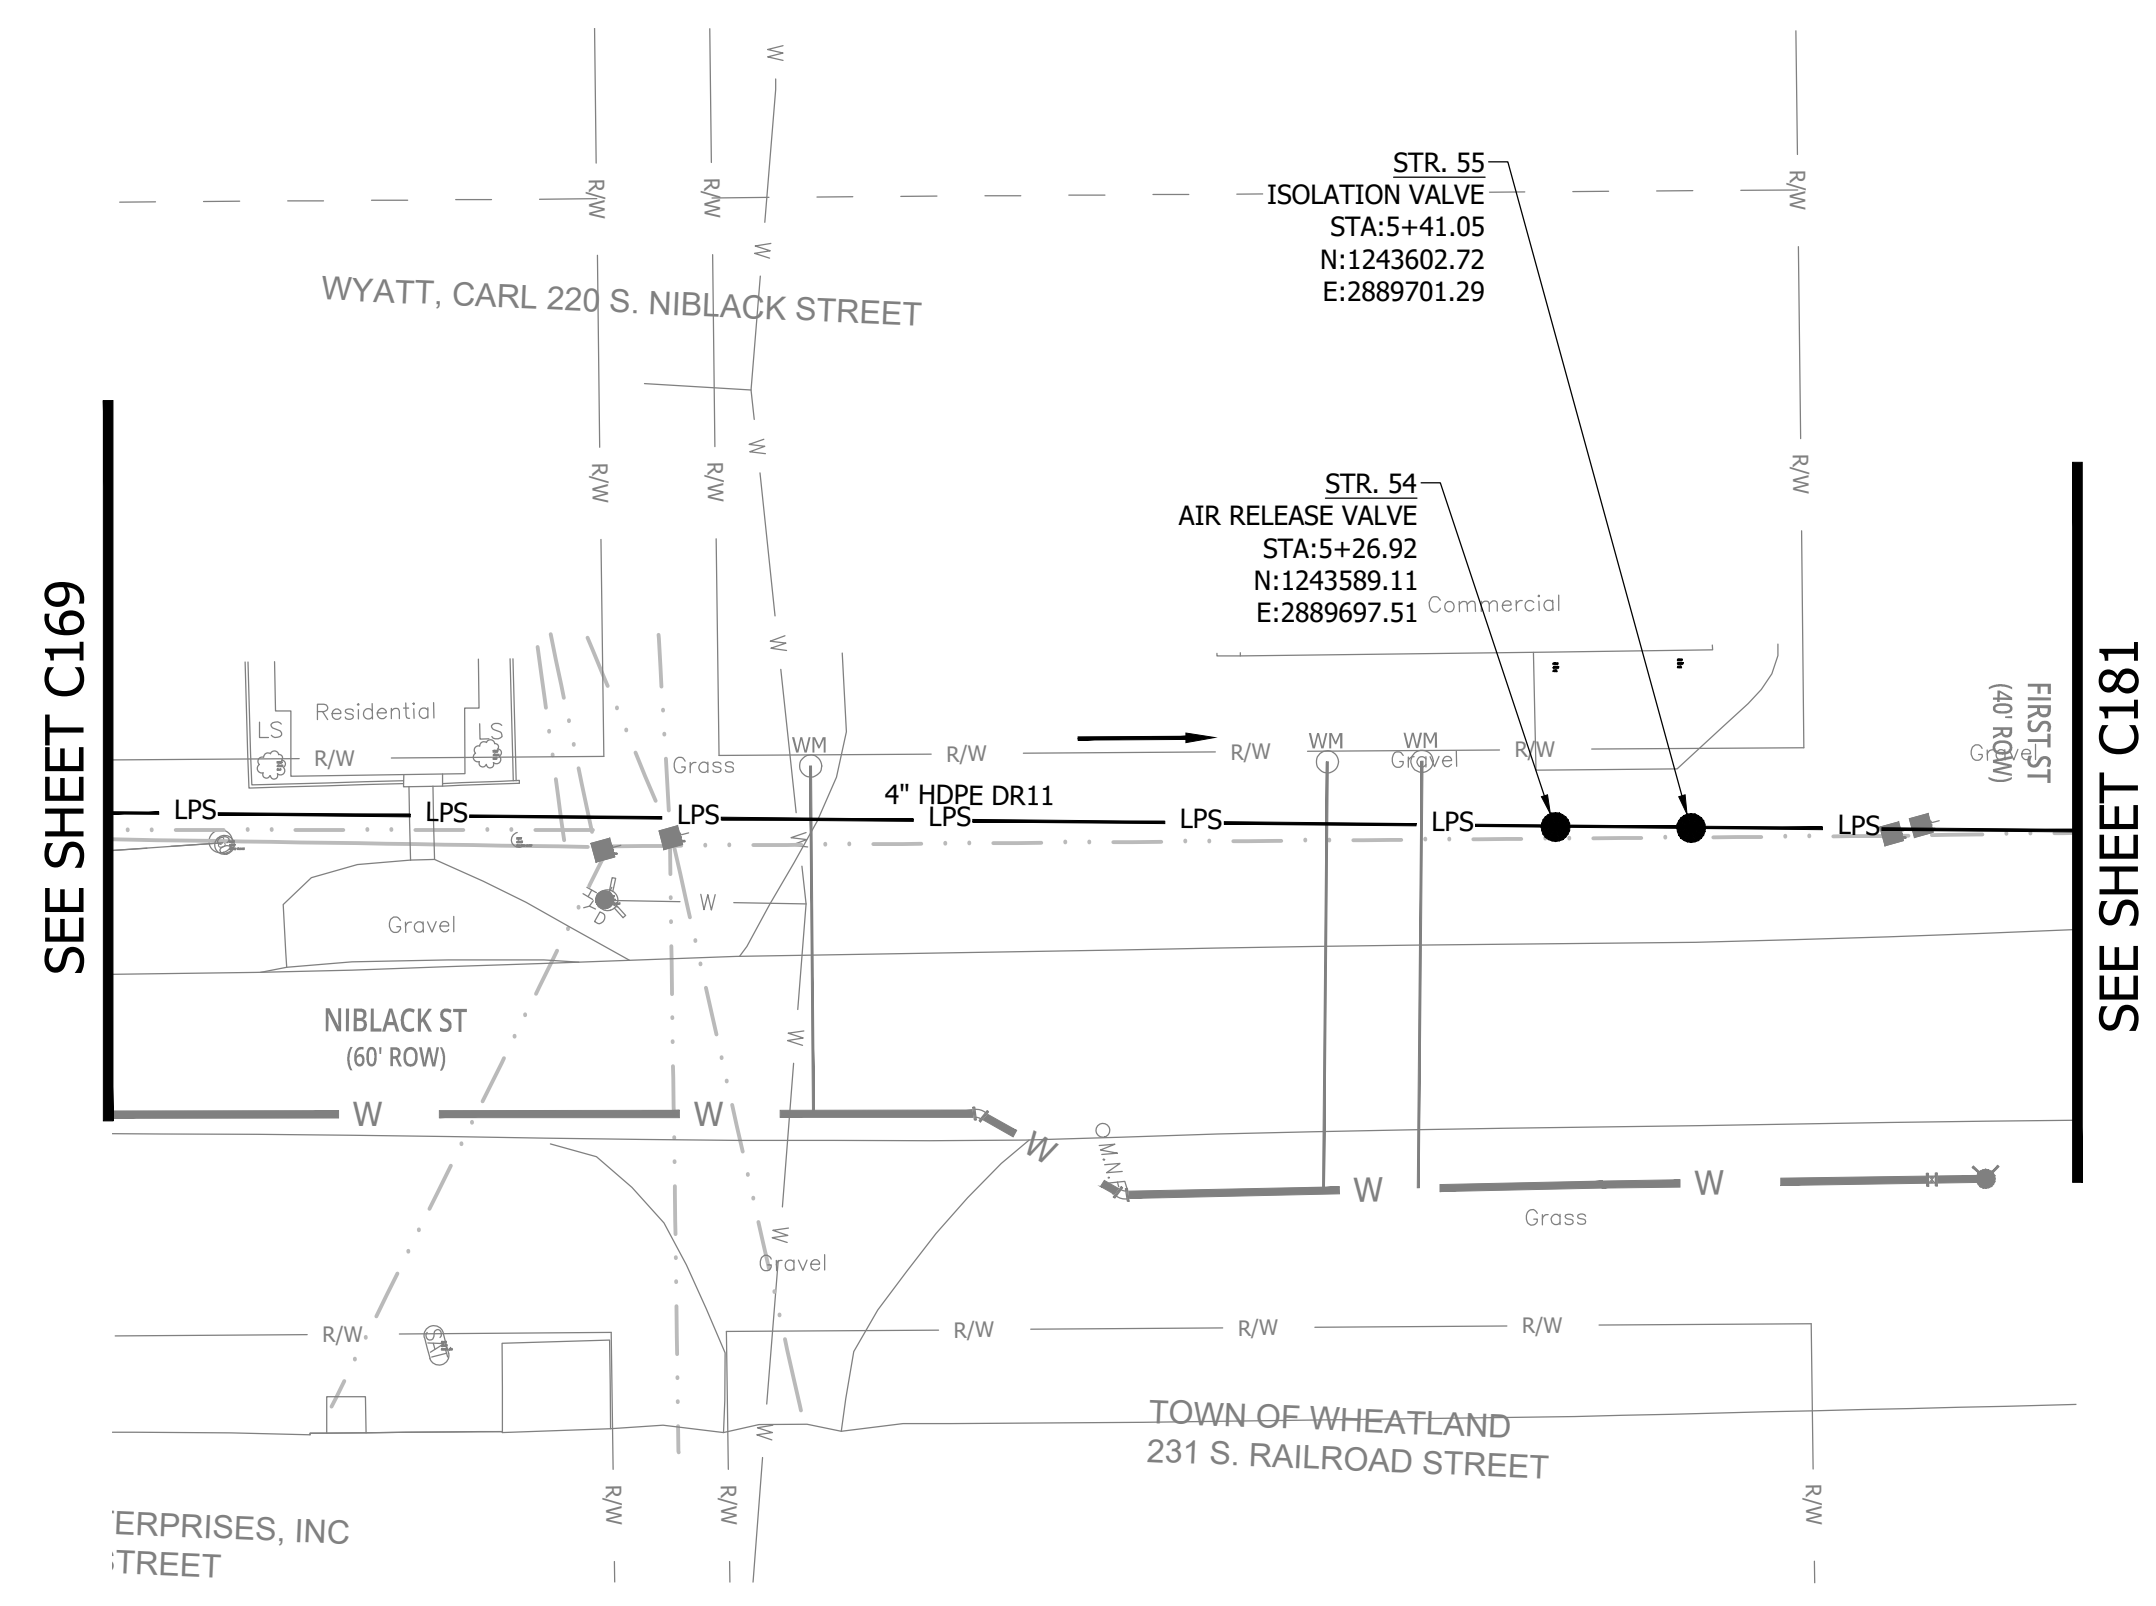 W
STR. 55
ISOLATION VALVE
STA:5+41.05
N:1243602.72
E:2889701.29
R/W
R/W
R/W
W
WYATT, CARL 220 S. NIBLACK STREET
W
R/W
R/W
R/W
STR. 54
AIR RELEASE VALVE
STA:5+26.92
N:1243589.11
E:2889697.51
Commercial
SEE SHEET C169
SEE SHEET C181
W
Residential
LS
LS
R/W
Grass
WM
R/W
R/W
WM
WM
R/W
Gravel
FIRST ST
(40' ROW)
Gravel
4" HDPE DR11
LPS
LPS
LPS
LPS
LPS
LPS
LPS
W
W
D
Gravel
NIBLACK ST
(60' ROW)
W
W
W
W
W
W
Grass
W
Gravel
R/W
SAT
R/W
R/W
R/W
TOWN OF WHEATLAND
231 S. RAILROAD STREET
W
R/W
R/W
R/W
ERPRISES, INC
TREET